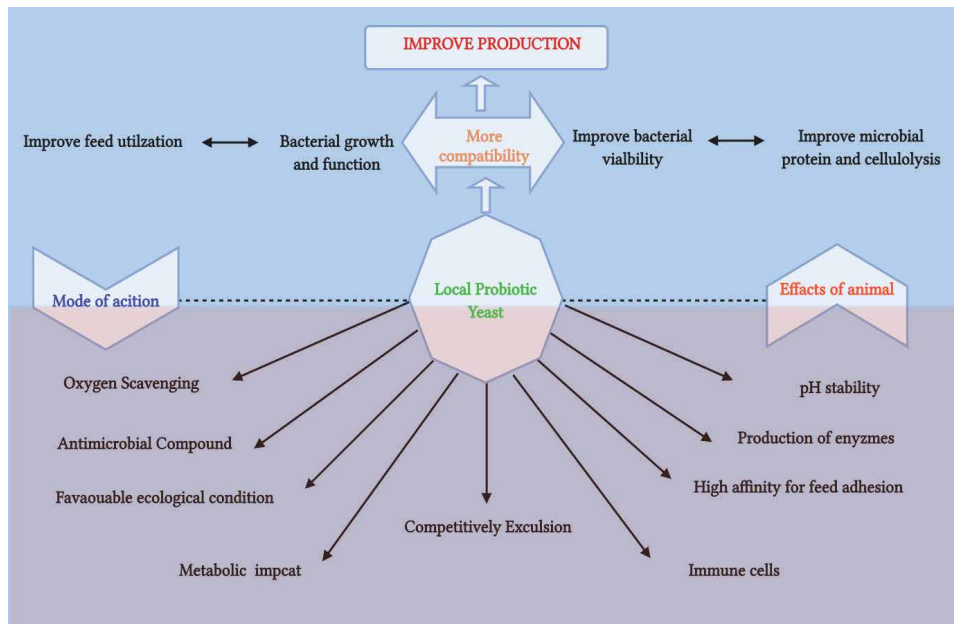 IMPROVE PRODUCTION
Improve feed utilzation
Bacterial growth
and function
More
compatibility
Improve bacterial
vialbility
Improve microbial
protein and cellulolysis
Mode of acition
Local Probiotic
Yeast
Effacts of animal
Oxygen Scavenging
pH stability
Antimicrobial Compound
Production of enyzmes
Favaouable ecological condition
High affinity for feed adhesion
Competitively Exculsion
Metabolic impcat
Immune cells